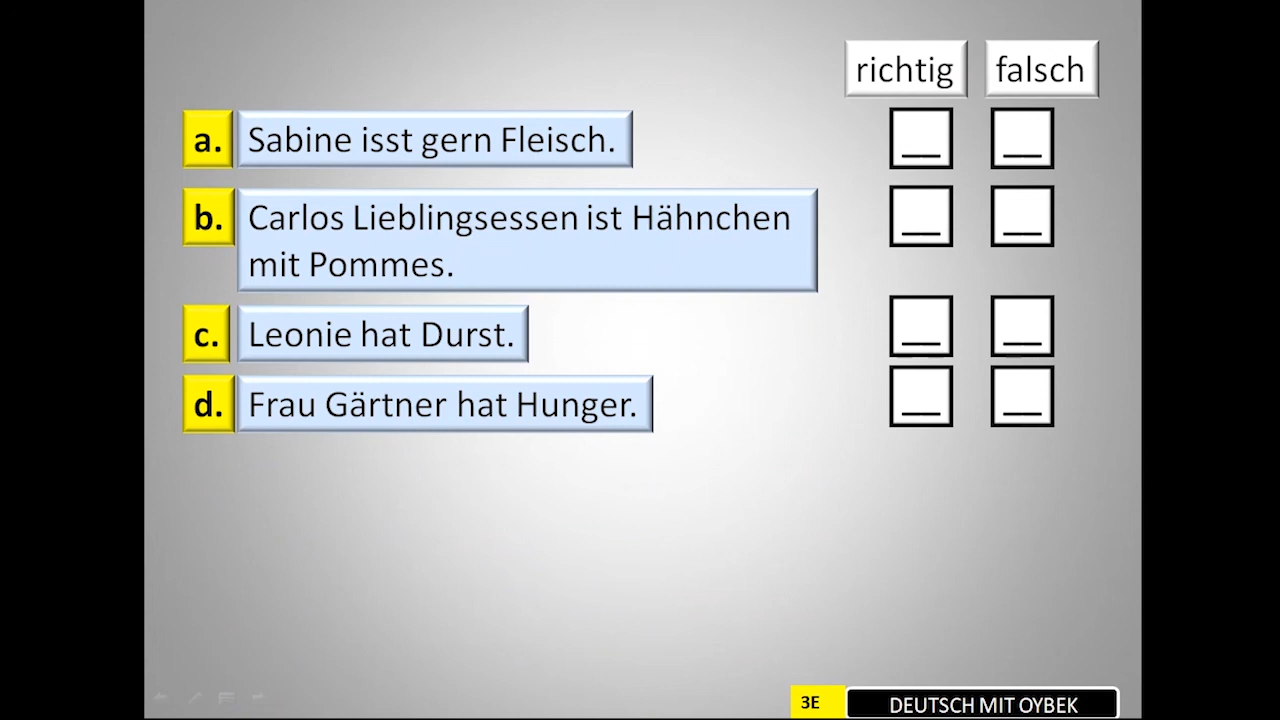 richtig falsch
a. Sabine isst gern Fleisch. _ _
b. Carlos Lieblingsessen ist Hähnchen _ _
mit Pommes.
c. Leonie hat Durst. _ _
d. Frau Gärtner hat Hunger. _ _
3E DEUTSCH MIT OYBEK